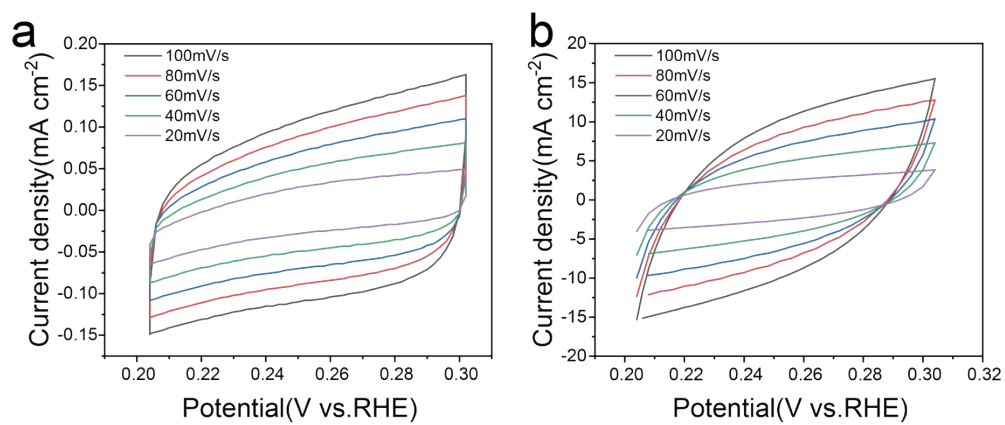 a
Current density(mA cm-2)
0.20
0.15
0.10
0.05
0.00
-0.05
-0.10
-0.15
100mV/s
80mV/s
60mV/s
40mV/s
20mV/s
0.20 0.22 0.24 0.26 0.28 0.30
Potential(V vs.RHE)
b
Current density(mA cm-2)
20
15
10
5
0
-5
-10
-15
-20
100mV/s
80mV/s
60mV/s
40mV/s
20mV/s
0.20 0.22 0.24 0.26 0.28 0.30 0.32
Potential(V vs.RHE)